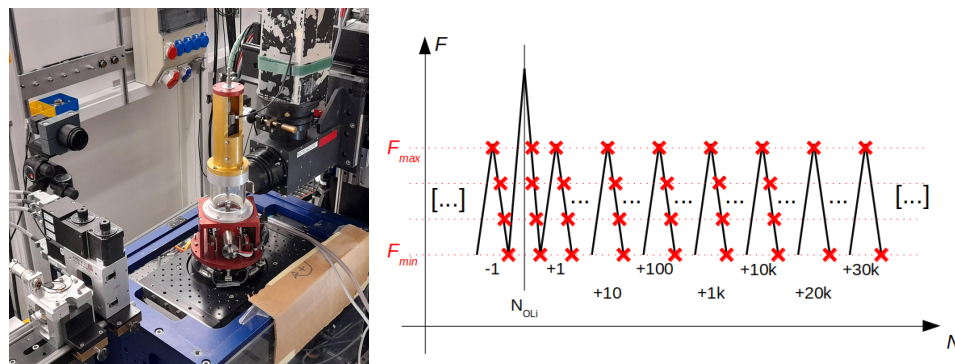 F
F_max
[...]
[...]
... ... ... ... ... ...
F_min
-1
+1
+100
+10k
+30k
+10
+1k
+20k
N_OLi
N
A+